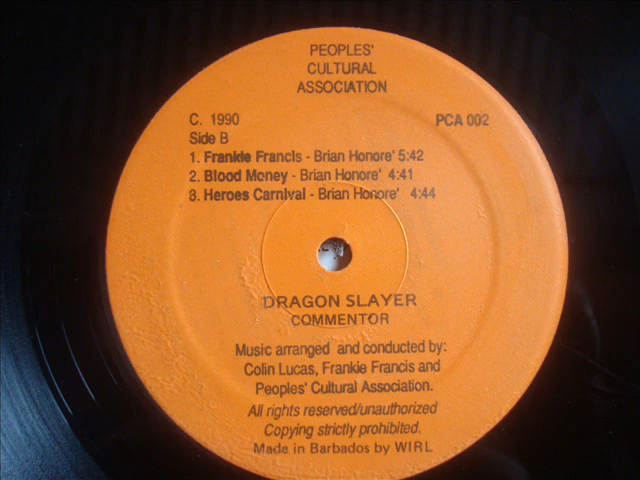 PEOPLES'
CULTURAL
ASSOCIATION
C. 1990 PCA 002
Side B
1. Frankie Francis - Brian Honore' 5:42
2. Blood Money - Brian Honore' 4:41
3. Heroes Carnival - Brian Honore' 4:44
DRAGON SLAYER
COMMENTOR
Music arranged and conducted by:
Colin Lucas, Frankie Francis and
Peoples' Cultural Association.
All rights reserved/unauthorized
Copying strictly prohibited.
Made in Barbados by WIRL